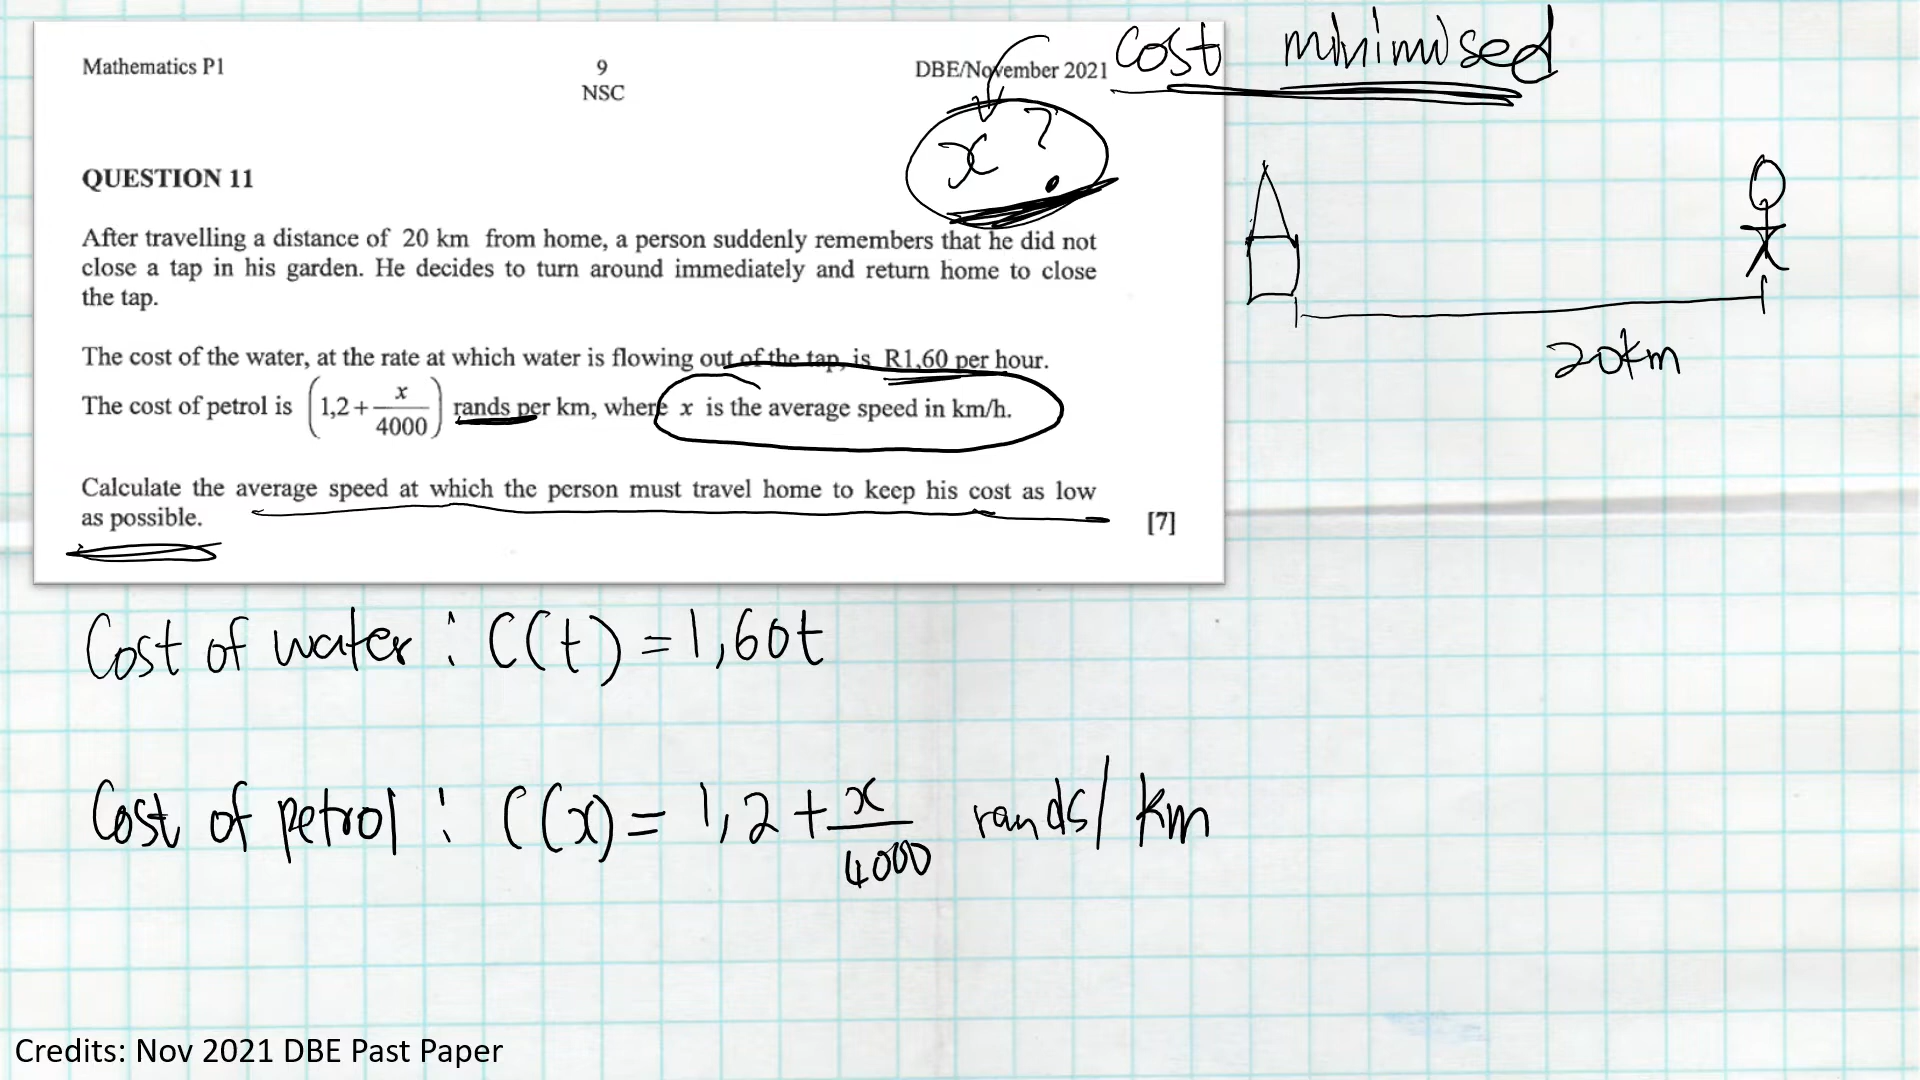 cost minimised
Mathematics P1
9
NSC
DBE/November 2021
x ?
QUESTION 11
After travelling a distance of 20 km from home, a person suddenly remembers that he did not
close a tap in his garden. He decides to turn around immediately and return home to close
the tap.
The cost of the water, at the rate at which water is flowing out of the tap, is R1,60 per hour.
The cost of petrol is (1,2 + x/4000) rands per km, where x is the average speed in km/h.
Calculate the average speed at which the person must travel home to keep his cost as low
as possible.
[7]
20km
Cost of water : C(t) = 1,60t
Cost of petrol : C(x) = 1,2 + x/4000 rands/km
Credits: Nov 2021 DBE Past Paper